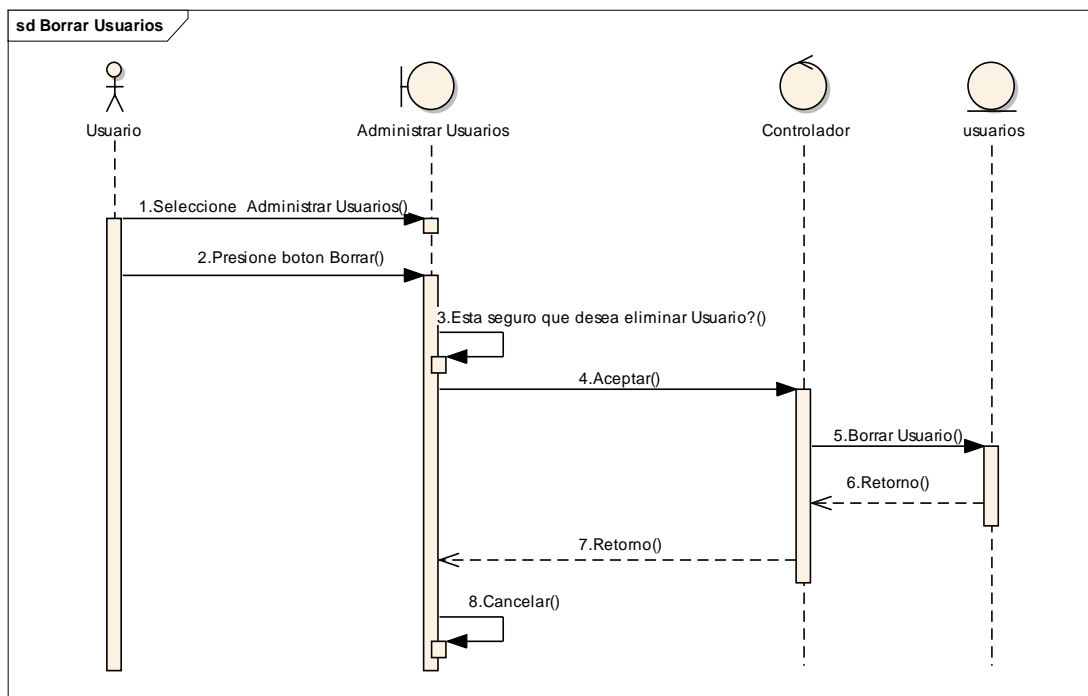 sd Borrar Usuarios
Usuario
Administrar Usuarios
Controlador
usuarios
1.Seleccione Administrar Usuarios()
2.Presione boton Borrar()
3.Esta seguro que desea eliminar Usuario?()
4.Aceptar()
5.Borrar Usuario()
6.Retorno()
7.Retorno()
8.Cancelar()